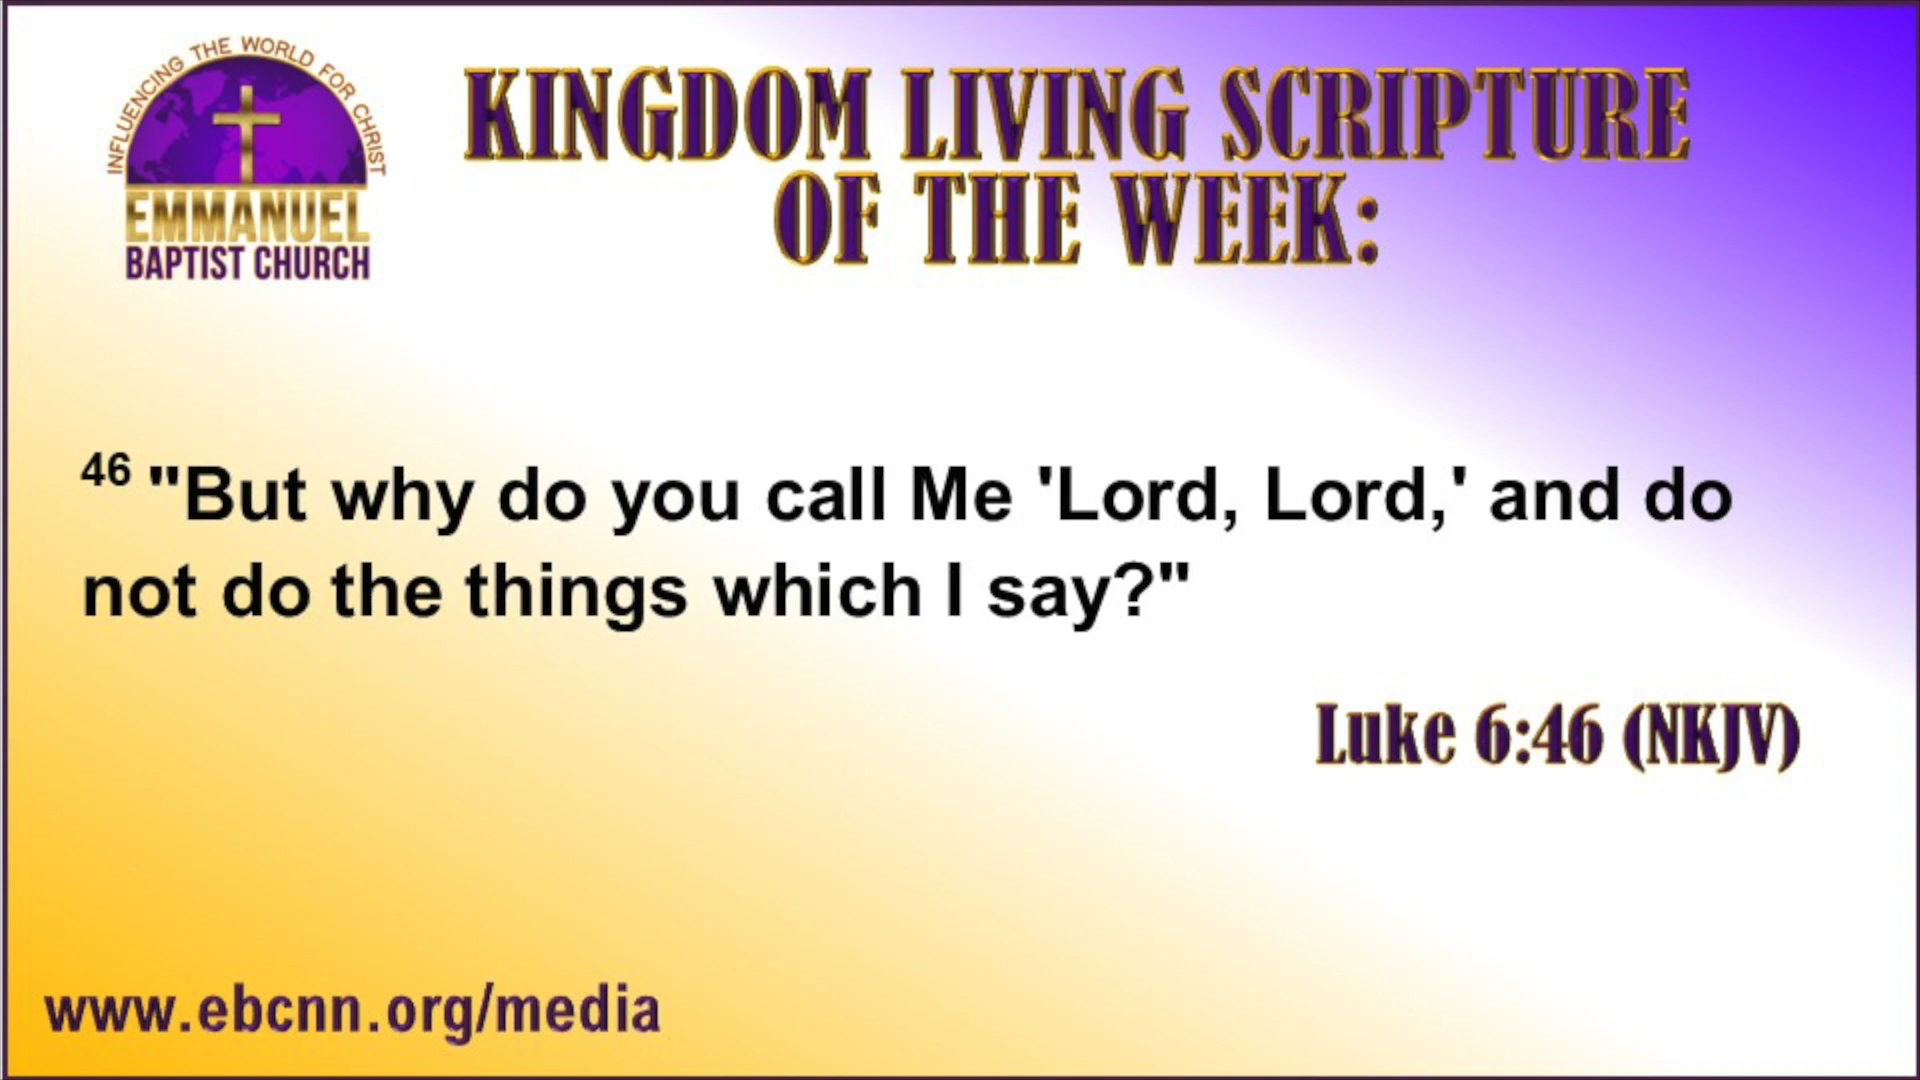 INFLUENCING THE WORLD FOR CHRIST
EMMANUEL
BAPTIST CHURCH
KINGDOM LIVING SCRIPTURE
OF THE WEEK:
46 "But why do you call Me 'Lord, Lord,' and do
not do the things which I say?"
Luke 6:46 (NKJV)
www.ebcnn.org/media